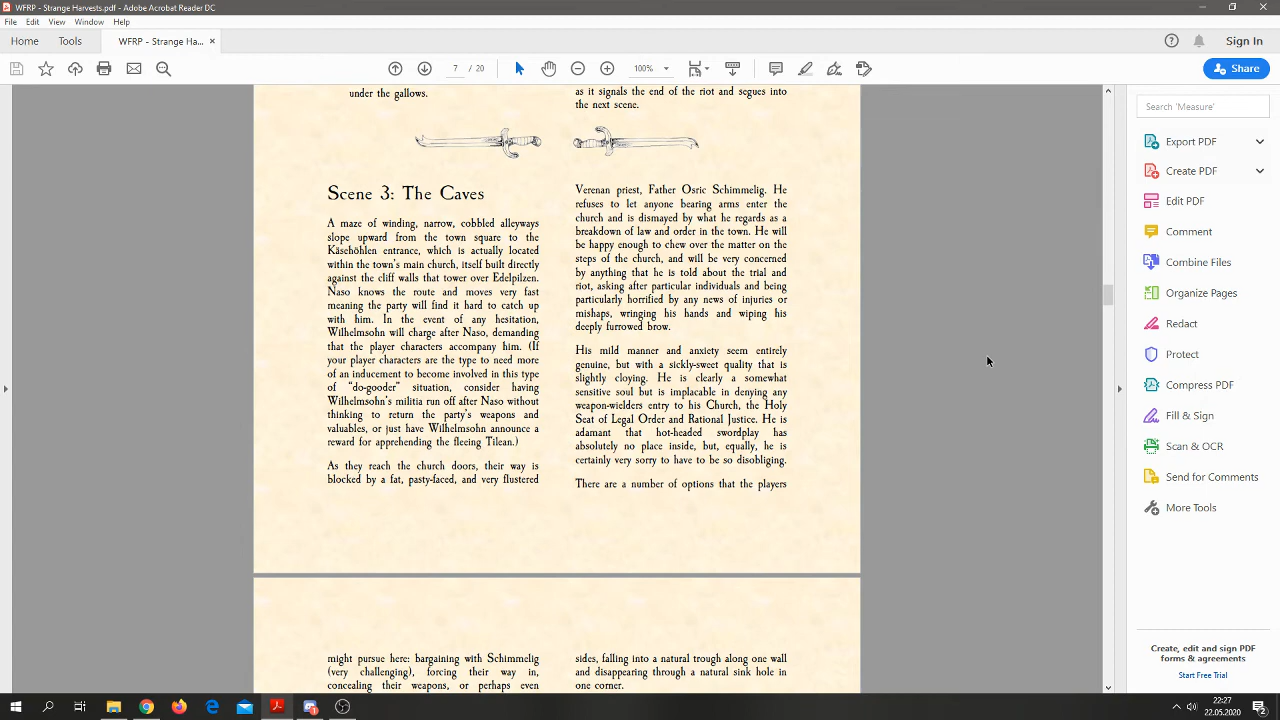 WFRP - Strange Harvests.pdf - Adobe Acrobat Reader DC
File Edit View Window Help
Home Tools WFRP - Strange Ha... ×
Sign In
7 / 20
100%
Share
under the gallows.
as it signals the end of the riot and segues into
the next scene.
Scene 3: The Caves
A maze of winding, narrow, cobbled alleyways
slope upward from the town square to the
Käsehöhlen entrance, which is actually located
within the town's main church, itself built directly
against the cliff walls that tower over Edelpilzen.
Naso knows the route and moves very fast
meaning the party will find it hard to catch up
with him. In the event of any hesitation,
Wilhelmsohn will charge after Naso, demanding
that the player characters accompany him. (If
your player characters are the type to need more
of an inducement to become involved in this type
of “do-gooder” situation, consider having
Wilhelmsohn's militia run off after Naso without
thinking to return the party's weapons and
valuables, or just have Wilhelmsohn announce a
reward for apprehending the fleeing Tilean.)
As they reach the church doors, their way is
blocked by a fat, pasty-faced, and very flustered
Verenan priest, Father Osric Schimmelig. He
refuses to let anyone bearing arms enter the
church and is dismayed by what he regards as a
breakdown of law and order in the town. He will
be happy enough to chew over the matter on the
steps of the church, and will be very concerned
by anything that he is told about the trial and
riot, asking after particular individuals and being
particularly horrified by any news of injuries or
mishaps, wringing his hands and wiping his
deeply furrowed brow.
His mild manner and anxiety seem entirely
genuine, but with a sickly-sweet quality that is
slightly cloying. He is clearly a somewhat
sensitive soul but is implacable in denying any
weapon-wielders entry to his Church, the Holy
Seat of Legal Order and Rational Justice. He is
adamant that hot-headed swordplay has
absolutely no place inside, but, equally, he is
certainly very sorry to have to be so disobliging.
There are a number of options that the players
might pursue here: bargaining with Schimmelig
(very challenging), forcing their way in,
concealing their weapons, or perhaps even
sides, falling into a natural trough along one wall
and disappearing through a natural sink hole in
one corner.
Search 'Measure'
Export PDF
Create PDF
Edit PDF
Comment
Combine Files
Organize Pages
Redact
Protect
Compress PDF
Fill & Sign
Scan & OCR
Send for Comments
More Tools
Create, edit and sign PDF
forms & agreements
Start Free Trial
22:27
22.05.2020
2